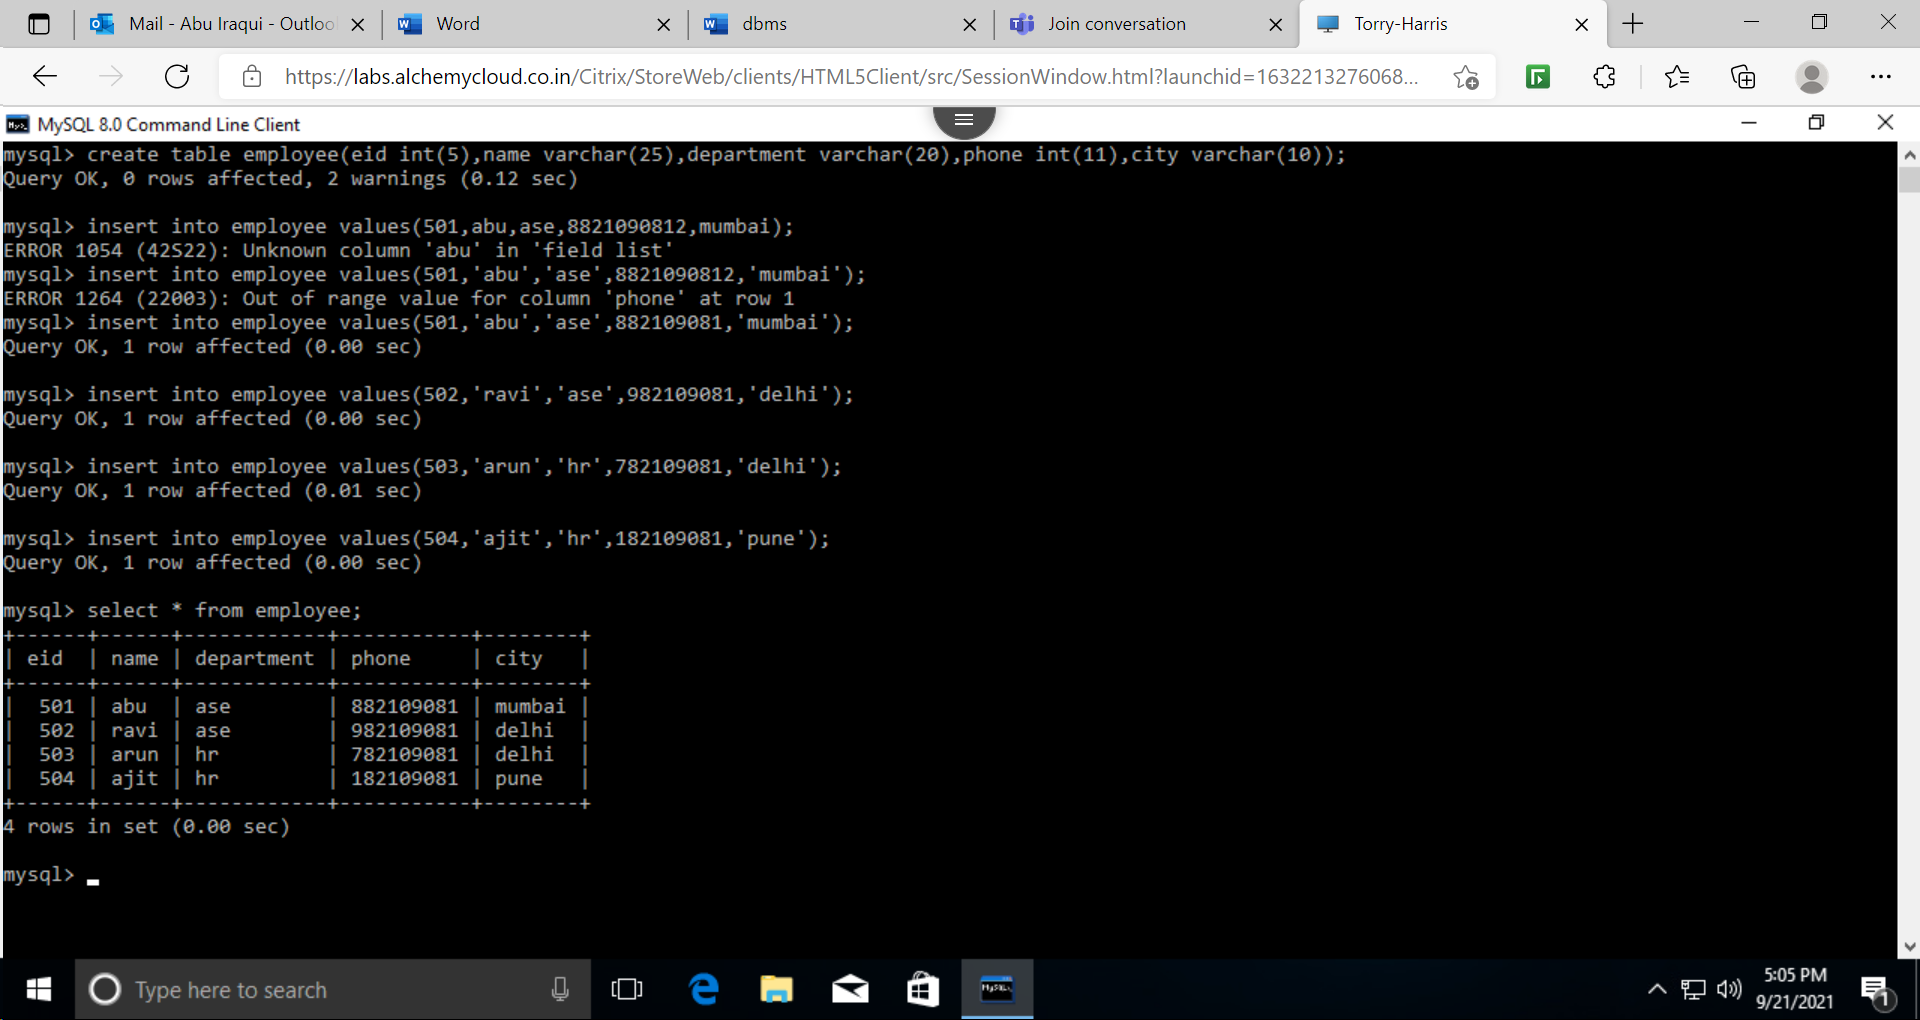 Mail - Abu Iraqui - Outloo
Word
dbms
Join conversation
Torry-Harris
https://labs.alchemycloud.co.in/Citrix/StoreWeb/clients/HTML5Client/src/SessionWindow.html?launchid=1632213276068...
MySQL 8.0 Command Line Client
mysql> create table employee(eid int(5),name varchar(25),department varchar(20),phone int(11),city varchar(10));
Query OK, 0 rows affected, 2 warnings (0.12 sec)
mysql> insert into employee values(501,abu,ase,8821090812,mumbai);
ERROR 1054 (42S22): Unknown column 'abu' in 'field list'
mysql> insert into employee values(501,'abu','ase',8821090812,'mumbai');
ERROR 1264 (22003): Out of range value for column 'phone' at row 1
mysql> insert into employee values(501,'abu','ase',882109081,'mumbai');
Query OK, 1 row affected (0.00 sec)
mysql> insert into employee values(502,'ravi','ase',982109081,'delhi');
Query OK, 1 row affected (0.00 sec)
mysql> insert into employee values(503,'arun','hr',782109081,'delhi');
Query OK, 1 row affected (0.01 sec)
mysql> insert into employee values(504,'ajit','hr',182109081,'pune');
Query OK, 1 row affected (0.00 sec)
mysql> select * from employee;
+------+------+------------+-----------+--------+
| eid  | name | department | phone     | city   |
+------+------+------------+-----------+--------+
|  501 | abu  | ase        | 882109081 | mumbai |
|  502 | ravi | ase        | 982109081 | delhi  |
|  503 | arun | hr         | 782109081 | delhi  |
|  504 | ajit | hr         | 182109081 | pune   |
+------+------+------------+-----------+--------+
4 rows in set (0.00 sec)
mysql>
Type here to search
5:05 PM
9/21/2021
1